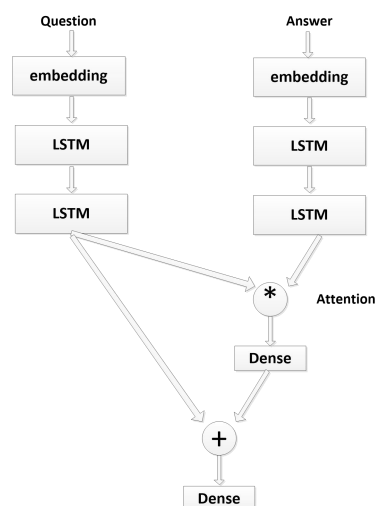 Question
Answer
embedding
embedding
LSTM
LSTM
LSTM
LSTM
*
Attention
Dense
+
Dense